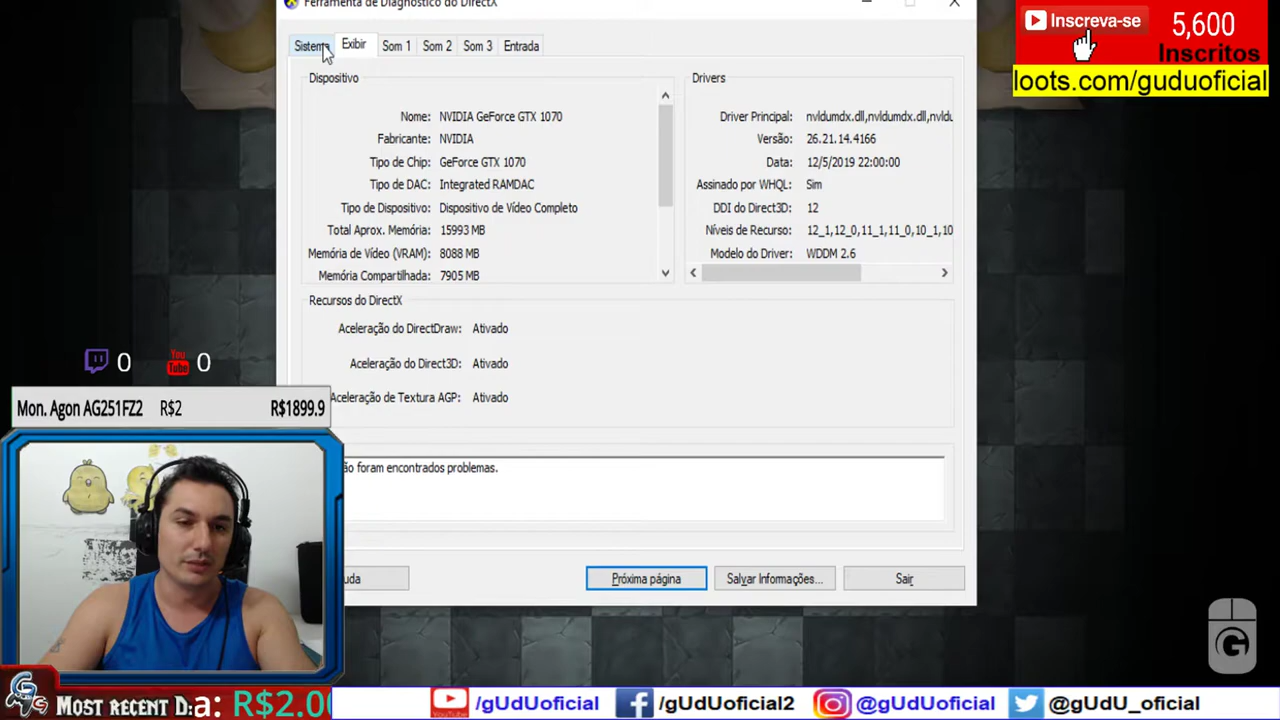 Ferramenta de Diagnóstico do DirectX
Sistema
Exibir
Som 1
Som 2
Som 3
Entrada
Dispositivo
Nome: NVIDIA GeForce GTX 1070
Fabricante: NVIDIA
Tipo de Chip: GeForce GTX 1070
Tipo de DAC: Integrated RAMDAC
Tipo de Dispositivo: Dispositivo de Vídeo Completo
Total Aprox. Memória: 15993 MB
Memória de Vídeo (VRAM): 8088 MB
Memória Compartilhada: 7905 MB
Drivers
Driver Principal: nvldumdx.dll,nvldumdx.dll,nvldu
Versão: 26.21.14.4166
Data: 12/5/2019 22:00:00
Assinado por WHQL: Sim
DDI do Direct3D: 12
Níveis de Recurso: 12_1,12_0,11_1,11_0,10_1,10
Modelo do Driver: WDDM 2.6
Recursos do DirectX
Aceleração do DirectDraw: Ativado
Aceleração do Direct3D: Ativado
Aceleração de Textura AGP: Ativado
ão foram encontrados problemas.
uda
Próxima página
Salvar Informações...
Sair
Inscreva-se
5,600
Inscritos
loots.com/guduoficial
0
You Tube
0
Mon. Agon AG251FZ2 R$2 R$1899.9
Most recent D:a: R$2.00
YouTube
/gUdUoficial
/gUdUoficial2
@gUdUoficial
@gUdU_oficial
G